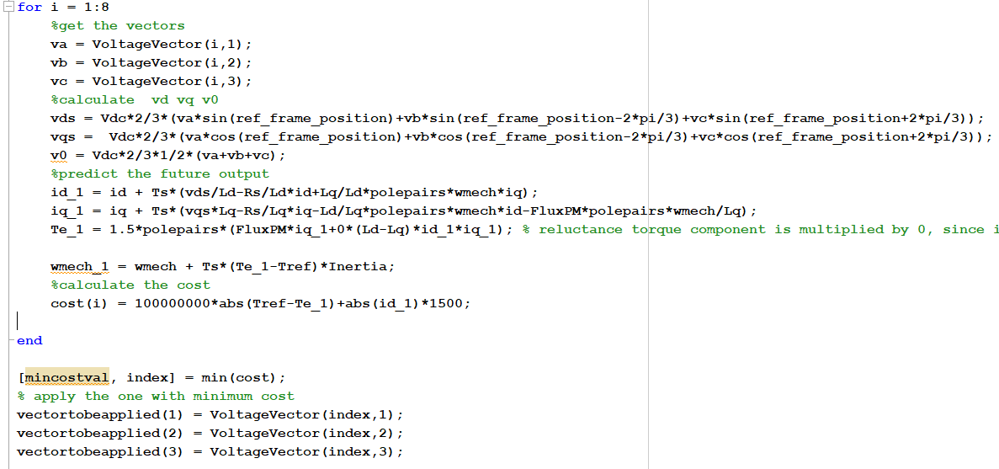 for i = 1:8
%get the vectors
va = VoltageVector(i,1);
vb = VoltageVector(i,2);
vc = VoltageVector(i,3);
%calculate  vd vq v0
vds = Vdc*2/3*(va*sin(ref_frame_position)+vb*sin(ref_frame_position-2*pi/3)+vc*sin(ref_frame_position+2*pi/3));
vqs =  Vdc*2/3*(va*cos(ref_frame_position)+vb*cos(ref_frame_position-2*pi/3)+vc*cos(ref_frame_position+2*pi/3));
v0 = Vdc*2/3*1/2*(va+vb+vc);
%predict the future output
id_1 = id + Ts*(vds/Ld-Rs/Ld*id+Lq/Ld*polepairs*wmech*iq);
iq_1 = iq + Ts*(vqs*Lq-Rs/Lq*iq-Ld/Lq*polepairs*wmech*id-FluxPM*polepairs*wmech/Lq);
Te_1 = 1.5*polepairs*(FluxPM*iq_1+0*(Ld-Lq)*id_1*iq_1); % reluctance torque component is multiplied by 0, since i
wmech_1 = wmech + Ts*(Te_1-Tref)*Inertia;
%calculate the cost
cost(i) = 100000000*abs(Tref-Te_1)+abs(id_1)*1500;
end
[mincostval, index] = min(cost);
% apply the one with minimum cost
vectortobeapplied(1) = VoltageVector(index,1);
vectortobeapplied(2) = VoltageVector(index,2);
vectortobeapplied(3) = VoltageVector(index,3);